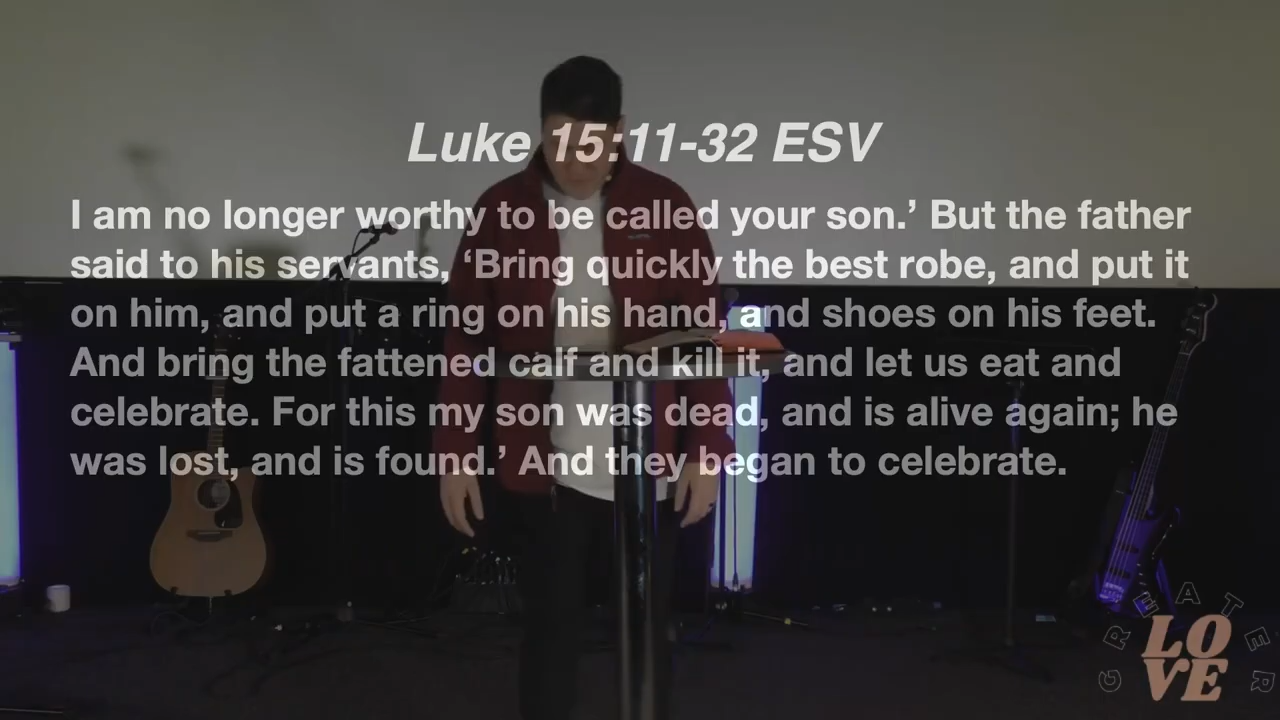 Luke 15:11-32 ESV
I am no longer worthy to be called your son.’ But the father
said to his servants, ‘Bring quickly the best robe, and put it
on him, and put a ring on his hand, and shoes on his feet.
And bring the fattened calf and kill it, and let us eat and
celebrate. For this my son was dead, and is alive again; he
was lost, and is found.’ And they began to celebrate.
GREATER
LO
VE